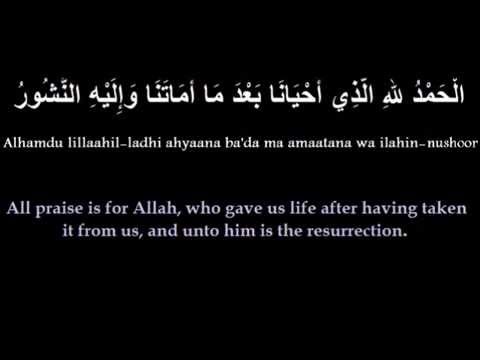 الْحَمْدُ للهِ الَّذِي أحْيَانَا بَعْدَ مَا أمَاتَنَا وَإِلَيْهِ النُّشُورُ
Alhamdu lillaahil-ladhi ahyaana ba'da ma amaatana wa ilahin-nushoor
All praise is for Allah, who gave us life after having taken
it from us, and unto him is the resurrection.